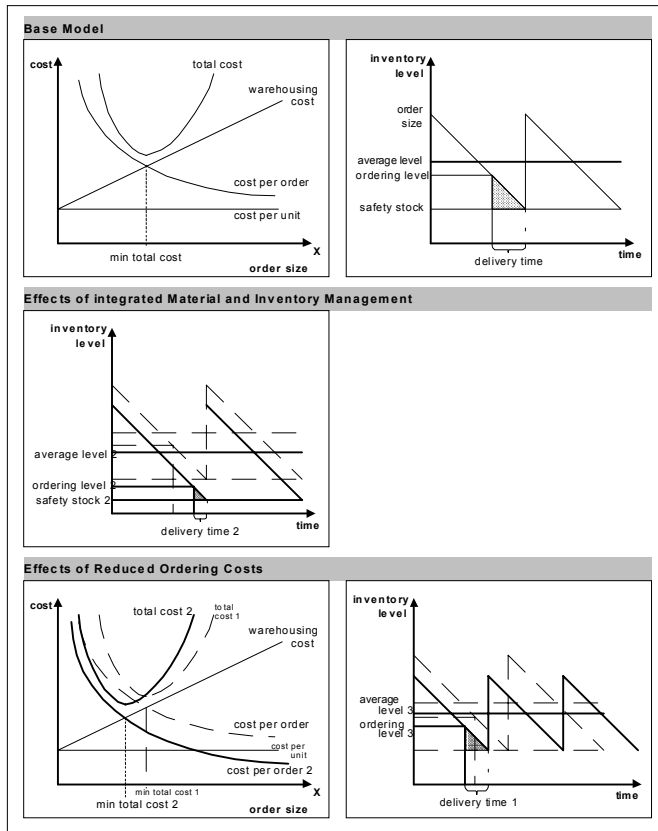 Base Model
cost
total cost
warehousing
cost
cost per order
cost per unit
X
min total cost
order size
inventory
level
order
size
average level
ordering level
safety stock
delivery time
time
Effects of integrated Material and Inventory Management
inventory
level
average level 2
ordering level 2
safety stock 2
delivery time 2
time
Effects of Reduced Ordering Costs
cost
total cost 2
total
cost 1
warehousing
cost
cost per order
cost per
unit
cost per order 2
X
min total cost 1
min total cost 2
order size
inventory
level
average
level 3
ordering
level 3
time
delivery time 1